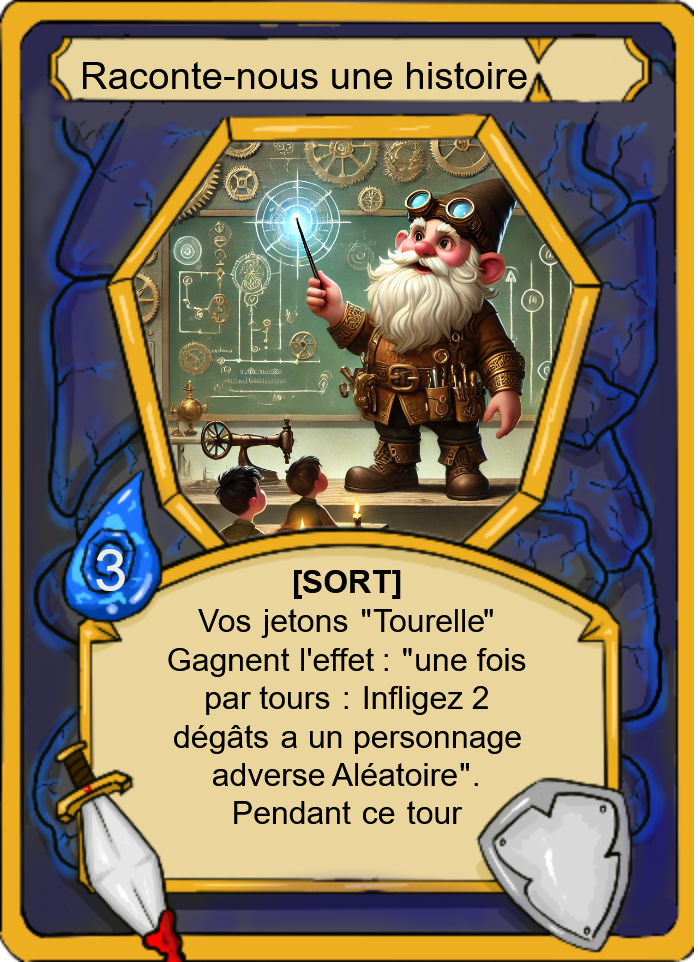 Raconte-nous une histoire
3
[SORT]
Vos jetons "Tourelle"
Gagnent l'effet : "une fois
par tours : Infligez 2
dégâts a un personnage
adverse Aléatoire".
Pendant ce tour